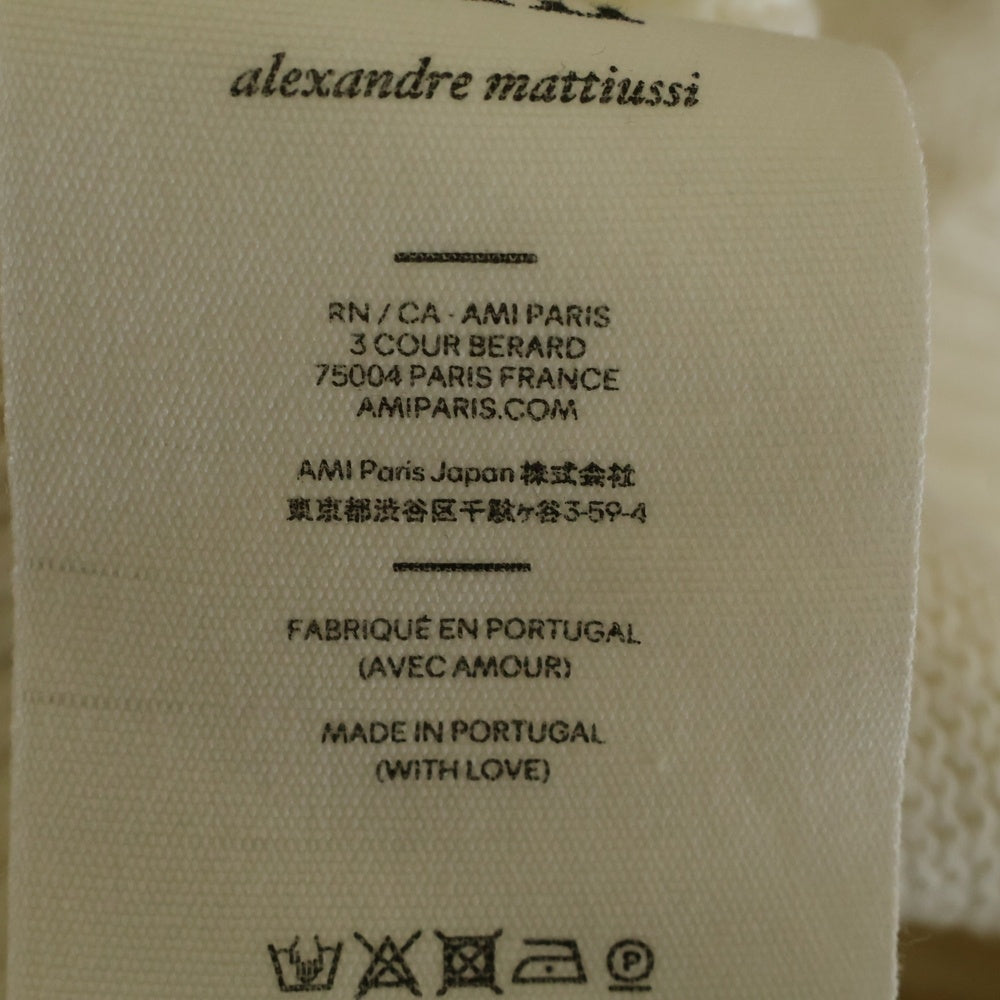 alexandre mattiussi
RN / CA - AMI PARIS
3 COUR BERARD
75004 PARIS FRANCE
AMIPARIS.COM
AMI Paris Japan 株式会社
東京都渋谷区千駄ヶ谷3-59-4
FABRIQUÉ EN PORTUGAL
(AVEC AMOUR)
MADE IN PORTUGAL
(WITH LOVE)
P